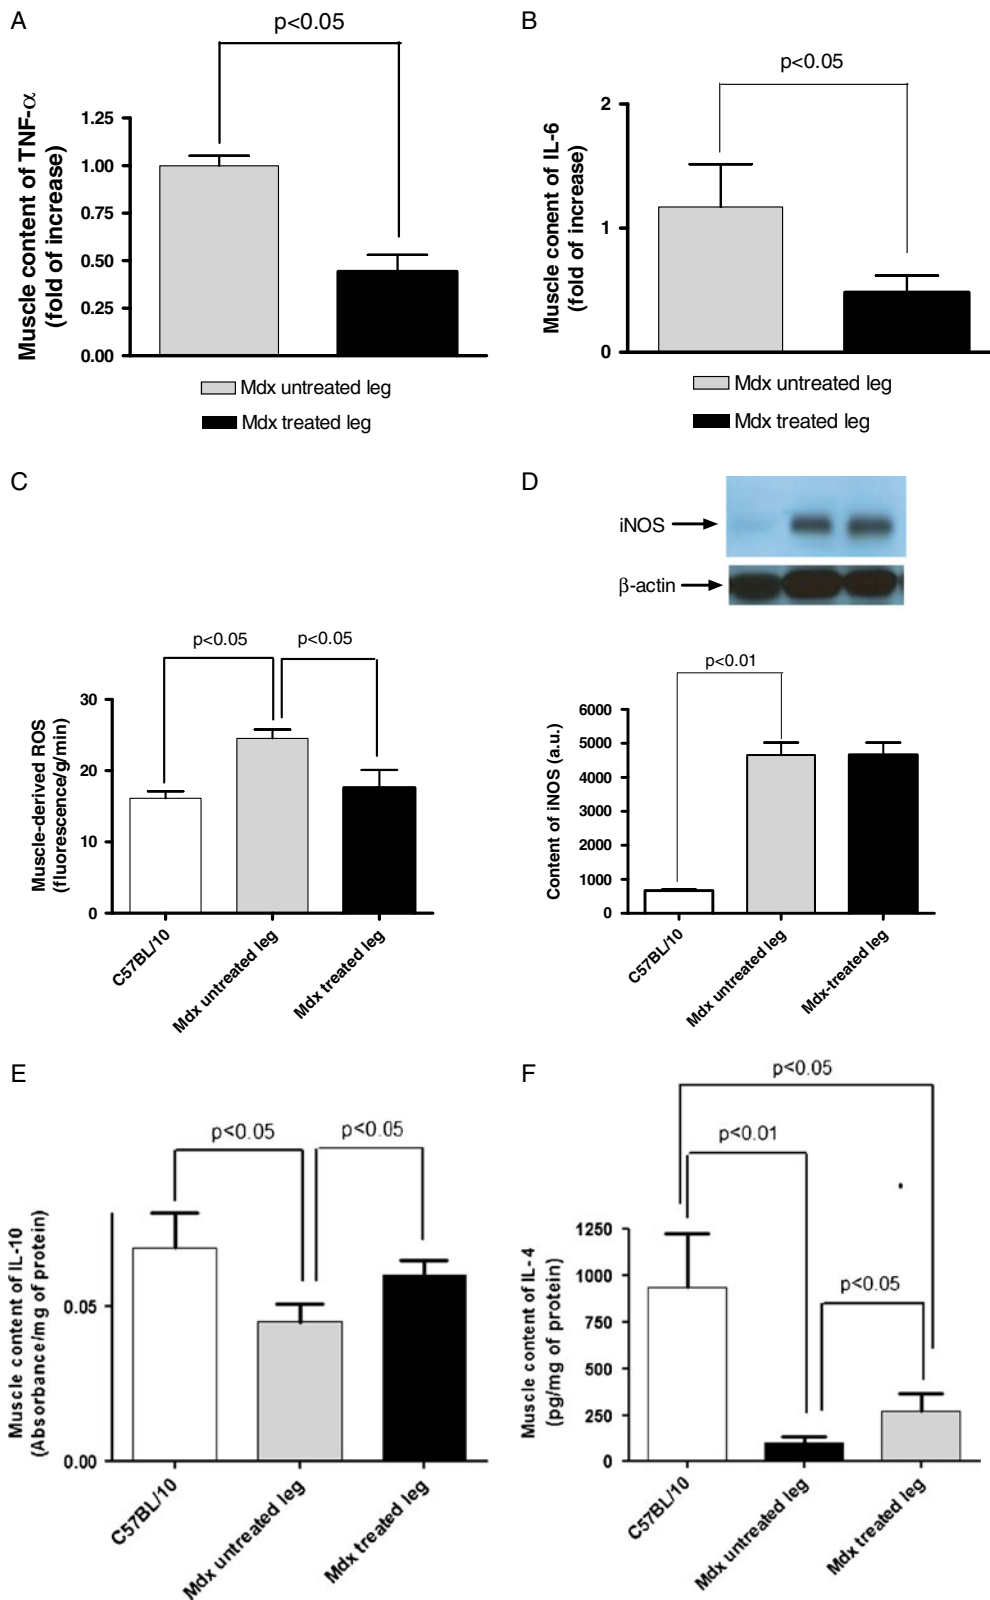 A
p<0.05
Muscle content of TNF-α
(fold of increase)
1.25
1.00
0.75
0.50
0.25
0.00
Mdx untreated leg
Mdx treated leg
B
p<0.05
Muscle conent of IL-6
(fold of increase)
2
1
0
Mdx untreated leg
Mdx treated leg
C
p<0.05
p<0.05
Muscle-derived ROS
(fluorescence/g/min)
30
20
10
0
C57BL/10
Mdx untreated leg
Mdx treated leg
D
iNOS
β-actin
p<0.01
Content of iNOS (a.u.)
6000
5000
4000
3000
2000
1000
0
C57BL/10
Mdx untreated leg
Mdx-treated leg
E
p<0.05
p<0.05
Muscle content of IL-10
(Absorbance/mg of protein)
0.05
0.00
C57BL/10
Mdx untreated leg
Mdx treated leg
F
p<0.05
p<0.01
p<0.05
Muscle content of IL-4
(pg/mg of protein)
1250
1000
750
500
250
0
C57BL/10
Mdx untreated leg
Mdx treated leg